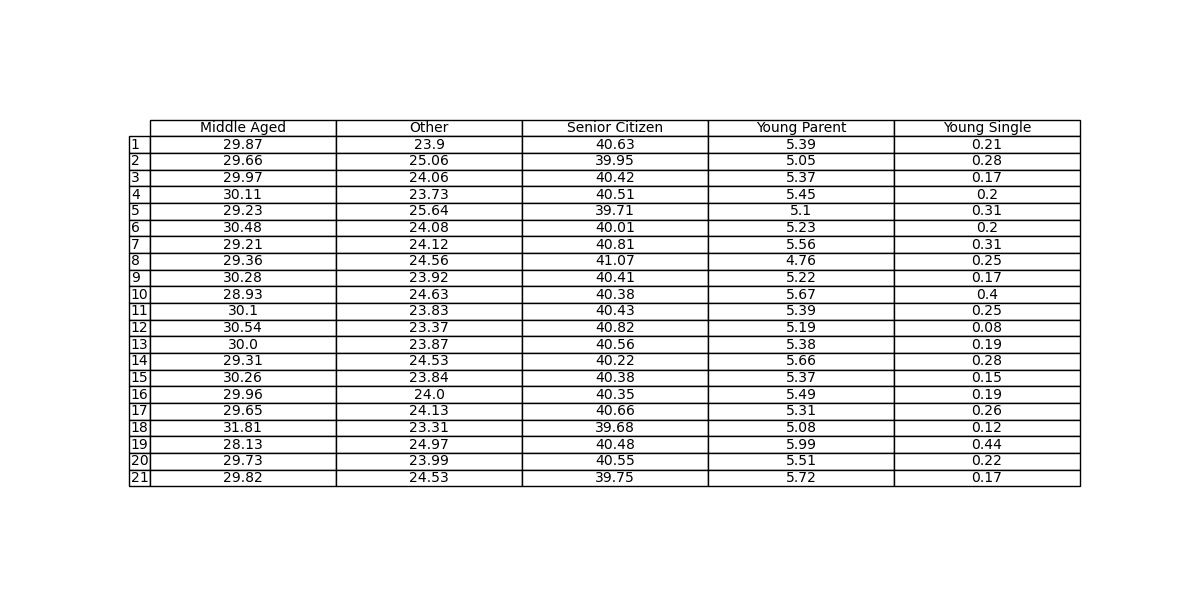 Middle Aged Other Senior Citizen Young Parent Young Single
1 29.87 23.9 40.63 5.39 0.21
2 29.66 25.06 39.95 5.05 0.28
3 29.97 24.06 40.42 5.37 0.17
4 30.11 23.73 40.51 5.45 0.2
5 29.23 25.64 39.71 5.1 0.31
6 30.48 24.08 40.01 5.23 0.2
7 29.21 24.12 40.81 5.56 0.31
8 29.36 24.56 41.07 4.76 0.25
9 30.28 23.92 40.41 5.22 0.17
10 28.93 24.63 40.38 5.67 0.4
11 30.1 23.83 40.43 5.39 0.25
12 30.54 23.37 40.82 5.19 0.08
13 30.0 23.87 40.56 5.38 0.19
14 29.31 24.53 40.22 5.66 0.28
15 30.26 23.84 40.38 5.37 0.15
16 29.96 24.0 40.35 5.49 0.19
17 29.65 24.13 40.66 5.31 0.26
18 31.81 23.31 39.68 5.08 0.12
19 28.13 24.97 40.48 5.99 0.44
20 29.73 23.99 40.55 5.51 0.22
21 29.82 24.53 39.75 5.72 0.17